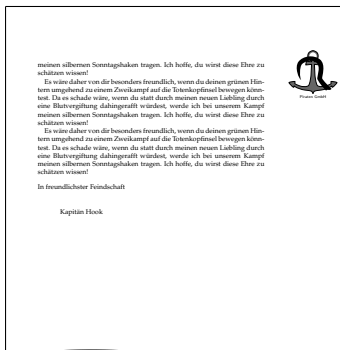 meinen silbernen Sonntagshaken tragen. Ich hoffe, du wirst diese Ehre zu
schätzen wissen!
Es wäre daher von dir besonders freundlich, wenn du deinen grünen Hin-
tern umgehend zu einem Zweikampf auf die Totenkopfinsel bewegen könn-
test. Da es schade wäre, wenn du statt durch meinen neuen Liebling durch
eine Blutvergiftung dahingerafft würdest, werde ich bei unserem Kampf
meinen silbernen Sonntagshaken tragen. Ich hoffe, du wirst diese Ehre zu
schätzen wissen!
Es wäre daher von dir besonders freundlich, wenn du deinen grünen Hin-
tern umgehend zu einem Zweikampf auf die Totenkopfinsel bewegen könn-
test. Da es schade wäre, wenn du statt durch meinen neuen Liebling durch
eine Blutvergiftung dahingerafft würdest, werde ich bei unserem Kampf
meinen silbernen Sonntagshaken tragen. Ich hoffe, du wirst diese Ehre zu
schätzen wissen!
In freundlichster Feindschaft
Kapitän Hook
Piraten GmbH